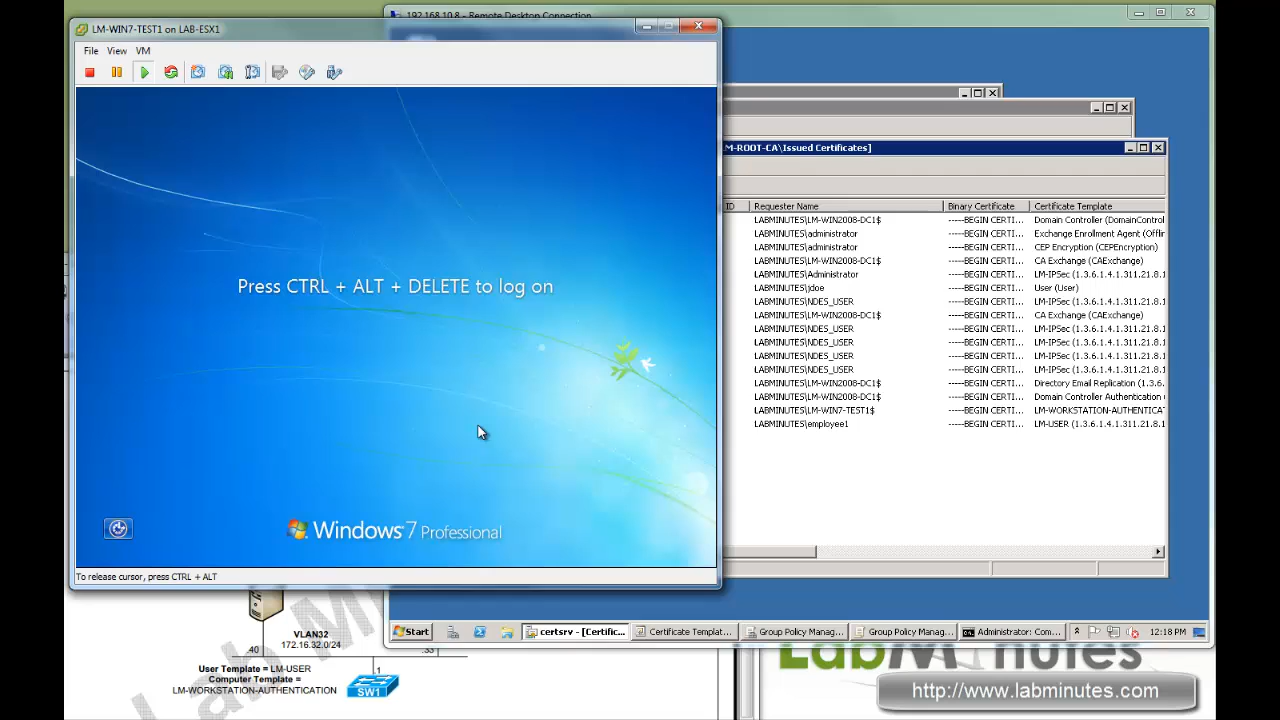 192.168.10.8 - Remote Desktop Connection
LM-WIN7-TEST1 on LAB-ESX1
File View VM
Press CTRL + ALT + DELETE to log on
Windows 7 Professional
To release cursor, press CTRL + ALT
M-ROOT-CA\Issued Certificates]
ID Requester Name Binary Certificate Certificate Template
LABMINUTES\LM-WIN2008-DC1$ -----BEGIN CERTI... Domain Controller (DomainControl
LABMINUTES\administrator -----BEGIN CERTI... Exchange Enrollment Agent (Offlin
LABMINUTES\administrator -----BEGIN CERTI... CEP Encryption (CEPEncryption)
LABMINUTES\LM-WIN2008-DC1$ -----BEGIN CERTI... CA Exchange (CAExchange)
LABMINUTES\Administrator -----BEGIN CERTI... LM-IPSec (1.3.6.1.4.1.311.21.8.1
LABMINUTES\jdoe -----BEGIN CERTI... User (User)
LABMINUTES\NDES_USER -----BEGIN CERTI... LM-IPSec (1.3.6.1.4.1.311.21.8.1
LABMINUTES\LM-WIN2008-DC1$ -----BEGIN CERTI... CA Exchange (CAExchange)
LABMINUTES\NDES_USER -----BEGIN CERTI... LM-IPSec (1.3.6.1.4.1.311.21.8.1
LABMINUTES\NDES_USER -----BEGIN CERTI... LM-IPSec (1.3.6.1.4.1.311.21.8.1
LABMINUTES\NDES_USER -----BEGIN CERTI... LM-IPSec (1.3.6.1.4.1.311.21.8.1
LABMINUTES\NDES_USER -----BEGIN CERTI... LM-IPSec (1.3.6.1.4.1.311.21.8.1
LABMINUTES\LM-WIN2008-DC1$ -----BEGIN CERTI... Directory Email Replication (1.3.6.
LABMINUTES\LM-WIN2008-DC1$ -----BEGIN CERTI... Domain Controller Authentication
LABMINUTES\LM-WIN7-TEST1$ -----BEGIN CERTI... LM-WORKSTATION-AUTHENTICA
LABMINUTES\employee1 -----BEGIN CERTI... LM-USER (1.3.6.1.4.1.311.21.8.1
Start certsrv - [Certific... Certificate Templat... Group Policy Manag... Group Policy Manag... Administrator: Com... 12:18 PM
VLAN32
172.16.32.0/24
.40 .33
User Template = LM-USER
Computer Template =
LM-WORKSTATION-AUTHENTICATION
.1
SW1
Lab M
LabMinutes
http://www.labminutes.com